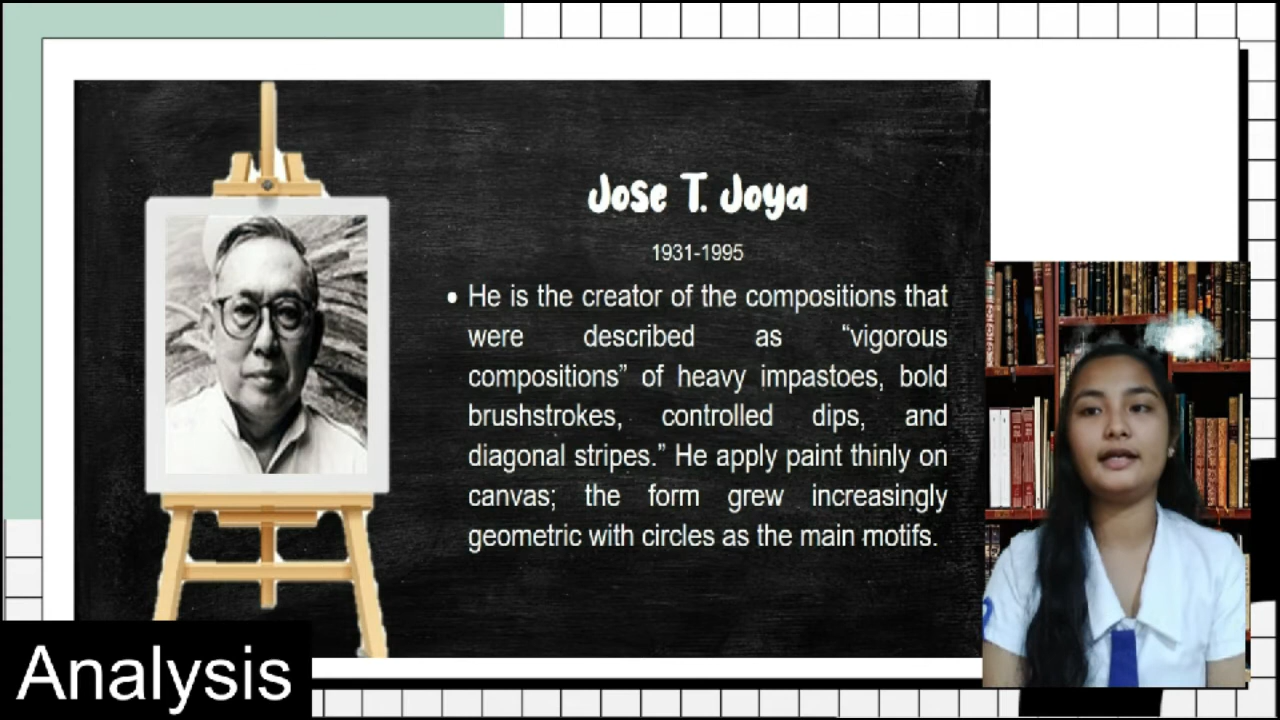 Jose T. Joya
1931-1995
• He is the creator of the compositions that
were described as “vigorous
compositions” of heavy impastoes, bold
brushstrokes, controlled dips, and
diagonal stripes.” He apply paint thinly on
canvas; the form grew increasingly
geometric with circles as the main motifs.
Analysis